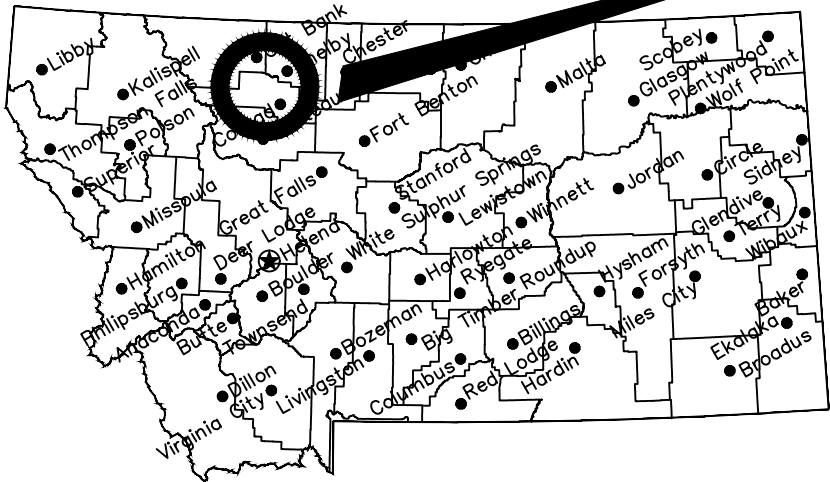 Bank
Shelby
Chester
Libby
Kalispell
Thompson Falls
Polson
Superior
Fort Benton
Malta
Scobey
Glasgow
Plentywood
Wolf Point
Missoula
Great Falls
Stanford
White Sulphur Springs
Lewistown
Winnett
Jordan
Circle
Sidney
Glendive
Terry
Wibaux
Hamilton
Deer Lodge
Helena
Philipsburg
Anaconda
Butte
Boulder
Townsend
Harlowton
Ryegate
Roundup
Hysham
Forsyth
Miles City
Baker
Ekalaka
Broadus
Bozeman
Big Timber
Billings
Columbus
Red Lodge
Hardin
Livingston
Dillon
Virginia City